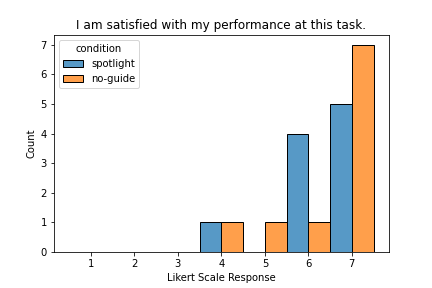 I am satisfied with my performance at this task.
condition
spotlight
no-guide
7
6
5
4
3
2
1
0
Count
1 2 3 4 5 6 7
Likert Scale Response